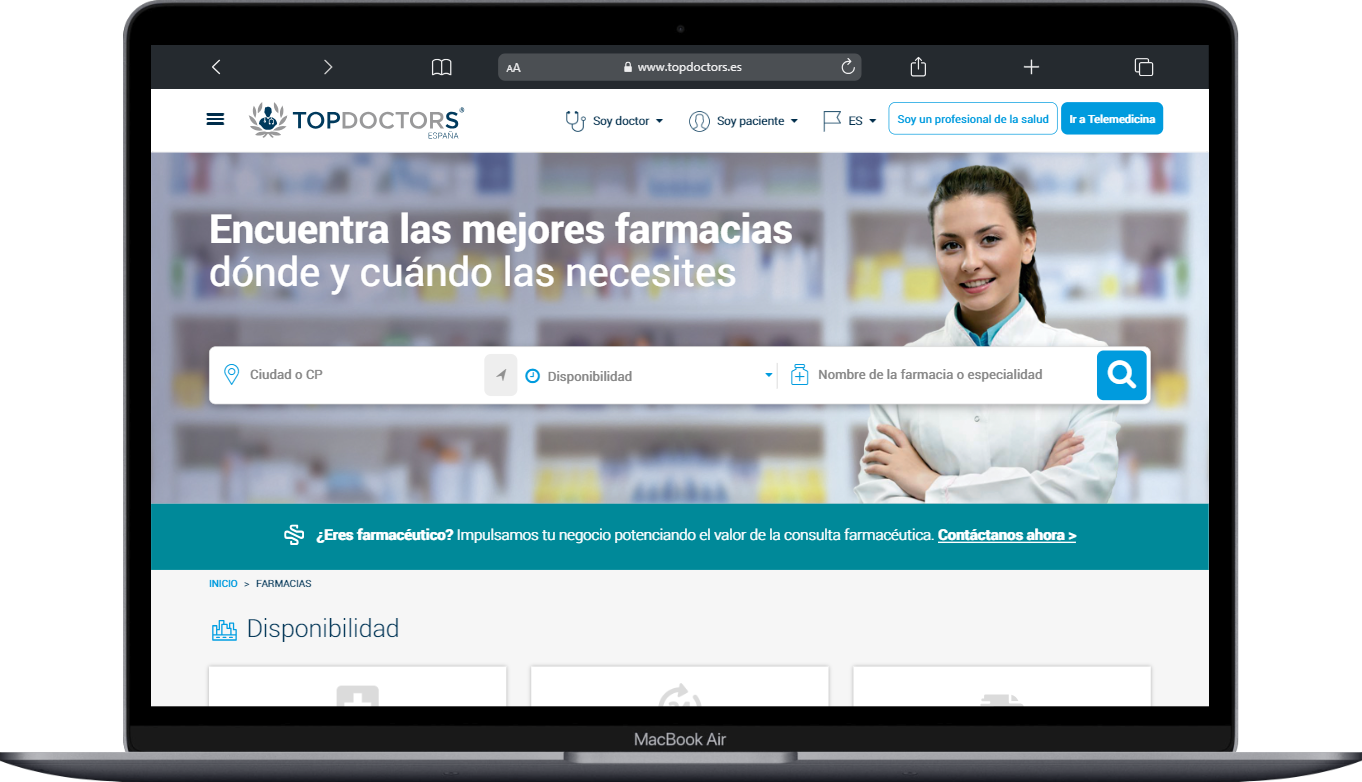 AA
www.topdoctors.es
TOPDOCTORS®
ESPAÑA
Soy doctor
Soy paciente
ES
Soy un profesional de la salud
Ir a Telemedicina
Encuentra las mejores farmacias
dónde y cuándo las necesites
Ciudad o CP
Disponibilidad
Nombre de la farmacia o especialidad
¿Eres farmacéutico? Impulsamos tu negocio potenciando el valor de la consulta farmacéutica. Contáctanos ahora >
INICIO > FARMACIAS
Disponibilidad
MacBook Air